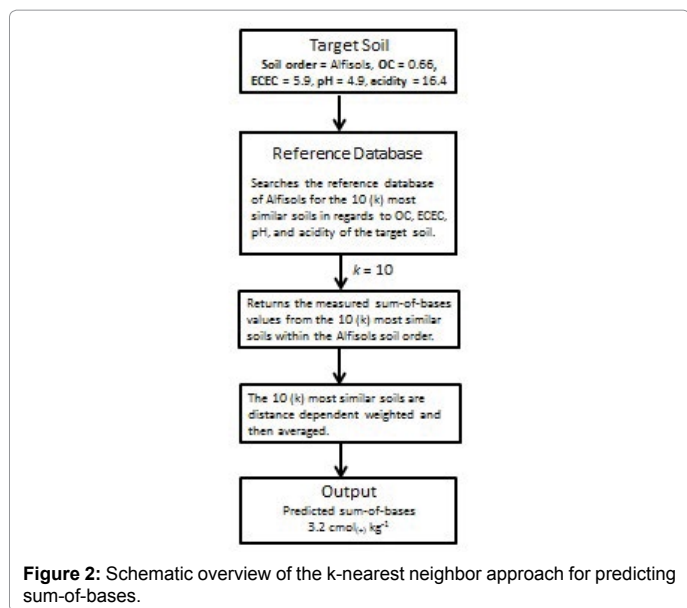 Target Soil
Soil order = Alfisols, OC = 0.66,
ECEC = 5.9, pH = 4.9, acidity = 16.4
Reference Database
Searches the reference database
of Alfisols for the 10 (k) most
similar soils in regards to OC, ECEC,
pH, and acidity of the target soil.
k = 10
Returns the measured sum-of-bases
values from the 10 (k) most similar
soils within the Alfisols soil order.
The 10 (k) most similar soils are
distance dependent weighted and
then averaged.
Output
Predicted sum-of-bases
3.2 cmol₍₊₎ kg⁻¹
Figure 2: Schematic overview of the k-nearest neighbor approach for predicting
sum-of-bases.